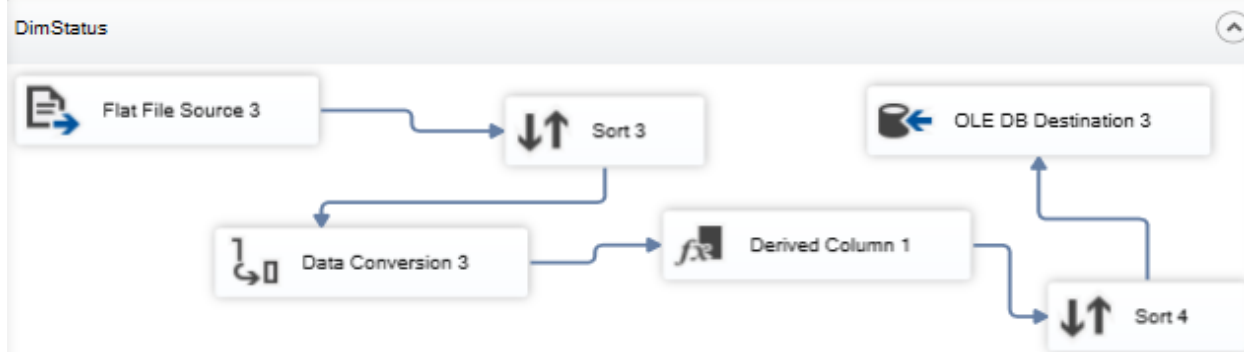 DimStatus
Flat File Source 3
Sort 3
OLE DB Destination 3
Data Conversion 3
fx
Derived Column 1
Sort 4